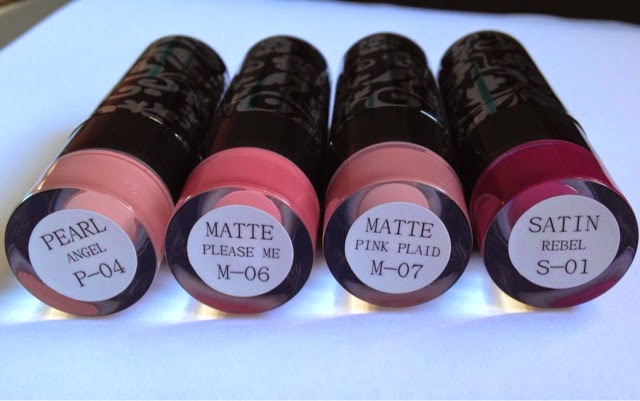 PEARL
ANGEL
P-04
MATTE
PLEASE ME
M-06
MATTE
PINK PLAID
M-07
SATIN
REBEL
S-01